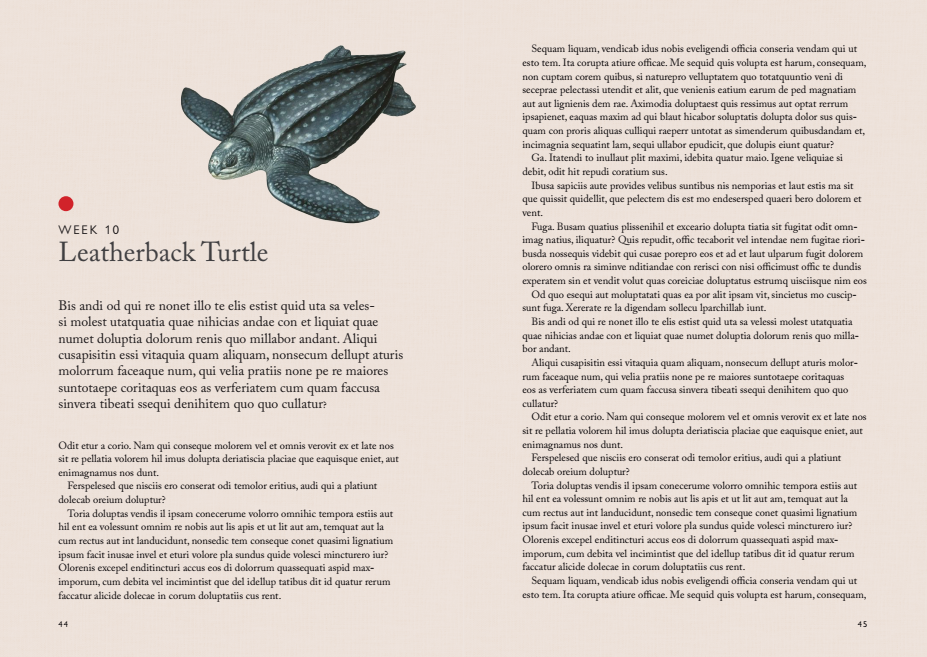 WEEK 10
Leatherback Turtle
Bis andi od qui re nonet illo te elis estist quid uta sa veles-
si molest utatquatia quae nihicias andae con et liquiat quae
numet doluptia dolorum renis quo millabor andant. Aliqui
cusapisitin essi vitaquia quam aliquam, nonsecum dellupt aturis
molorrum faceaque num, qui velia pratiis none pe re maiores
suntotaepe coritaquas eos as verferiatem cum quam faccusa
sinvera tibeati ssequi denihitem quo quo cullatur?
Odit etur a corio. Nam qui conseque molorem vel et omnis verovit ex et late nos
sit re pellatia volorem hil imus dolupta deriatiscia placiae que eaquisque eniet, aut
enimagnamus nos dunt.
Ferspelesed que nisciis ero conserat odi temolor eritius, audi qui a platiunt
dolecab oreium doluptur?
Toria doluptas vendis il ipsam conecerume volorro omnihic tempora estiis aut
hil ent ea volessunt omnim re nobis aut lis apis et ut lit aut am, temquat aut la
cum rectus aut int landucidunt, nonsedic tem conseque conet quasimi lignatium
ipsum facit inusae invel et eturi volore pla sundus quide volesci mincturero iur?
Olorenis excepel enditincturi accus eos di dolorrum quassequati aspid max-
imporum, cum debita vel incimintist que del idellup tatibus dit id quatur rerum
faccatur alicide dolecae in corum doluptatiis cus rent.
44
Sequam liquam, vendicab idus nobis eveligendi officia conseria vendam qui ut
esto tem. Ita corupta atiure officae. Me sequid quis volupta est harum, consequam,
non cuptam corem quibus, si naturepro velluptatem quo totatquuntio veni di
seceprae pelectassi utendit et alit, que venienis eatium earum de ped magnatiam
aut aut lignienis dem rae. Aximodia doluptaest quis ressimus aut optat rerrum
ipsapienet, eaquas maxim ad qui blaut hicabor soluptatis dolupta dolor sus quis-
quam con proris aliquas culliqui raeperr untotat as simenderum quibusdandam et,
incimagnia sequatint lam, sequi ullabor epudicit, que dolupis eiunt quatur?
Ga. Itatendi to inullaut plit maximi, idebita quatur maio. Igene veliquiae si
debit, odit hit repudi coratium sus.
Ibusa sapiciis aute provides velibus suntibus nis nemporias et laut estis ma sit
que quissit quidellit, que pelectem dis est mo endesersped quaeri bero dolorem et
vent.
Fuga. Busam quatius plissenihil et exceario dolupta tiatia sit fugitat odit omn-
imag natius, iliquatur? Quis repudit, offic tecaborit vel intendae nem fugitae riori-
busda nossequis videbit qui cusae porepro eos et ad et laut ulparum fugit dolorem
olorero omnis ra siminve nditiandae con rerisci con nisi officimust offic te dundis
experatem sin et vendit volut quas coreiciae doluptatus estrumq uisciisque nim eos
Od quo esequi aut moluptatati quas ea por alit ipsam vit, sincietus mo cuscip-
sunt fuga. Xererate re la digendam sollecu lparchillab iunt.
Bis andi od qui re nonet illo te elis estist quid uta sa velessi molest utatquatia
quae nihicias andae con et liquiat quae numet doluptia dolorum renis quo milla-
bor andant.
Aliqui cusapisitin essi vitaquia quam aliquam, nonsecum dellupt aturis molor-
rum faceaque num, qui velia pratiis none pe re maiores suntotaepe coritaquas
eos as verferiatem cum quam faccusa sinvera tibeati ssequi denihitem quo quo
cullatur?
Odit etur a corio. Nam qui conseque molorem vel et omnis verovit ex et late nos
sit re pellatia volorem hil imus dolupta deriatiscia placiae que eaquisque eniet, aut
enimagnamus nos dunt.
Ferspelesed que nisciis ero conserat odi temolor eritius, audi qui a platiunt
dolecab oreium doluptur?
Toria doluptas vendis il ipsam conecerume volorro omnihic tempora estiis aut
hil ent ea volessunt omnim re nobis aut lis apis et ut lit aut am, temquat aut la
cum rectus aut int landucidunt, nonsedic tem conseque conet quasimi lignatium
ipsum facit inusae invel et eturi volore pla sundus quide volesci mincturero iur?
Olorenis excepel enditincturi accus eos di dolorrum quassequati aspid max-
imporum, cum debita vel incimintist que del idellup tatibus dit id quatur rerum
faccatur alicide dolecae in corum doluptatiis cus rent.
Sequam liquam, vendicab idus nobis eveligendi officia conseria vendam qui ut
esto tem. Ita corupta atiure officae. Me sequid quis volupta est harum, consequam,
45